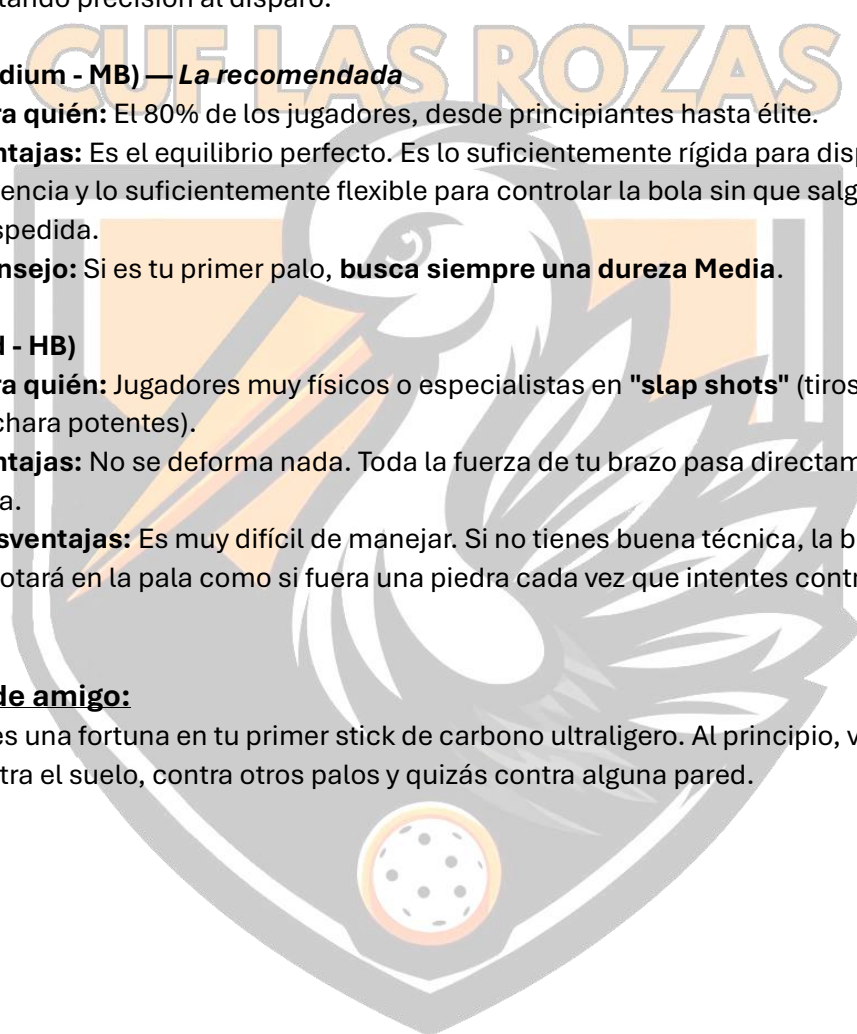 CUF LAS ROZAS
tando precisión al disparo.
dium - MB) — La recomendada
ra quién: El 80% de los jugadores, desde principiantes hasta élite.
ntajas: Es el equilibrio perfecto. Es lo suficientemente rígida para disp
encia y lo suficientemente flexible para controlar la bola sin que salg
spedida.
nsejo: Si es tu primer palo, busca siempre una dureza Media.
d - HB)
ra quién: Jugadores muy físicos o especialistas en "slap shots" (tiros
chara potentes).
ntajas: No se deforma nada. Toda la fuerza de tu brazo pasa directam
a.
sventajas: Es muy difícil de manejar. Si no tienes buena técnica, la b
otará en la pala como si fuera una piedra cada vez que intentes contr
de amigo:
es una fortuna en tu primer stick de carbono ultraligero. Al principio, v
tra el suelo, contra otros palos y quizás contra alguna pared.